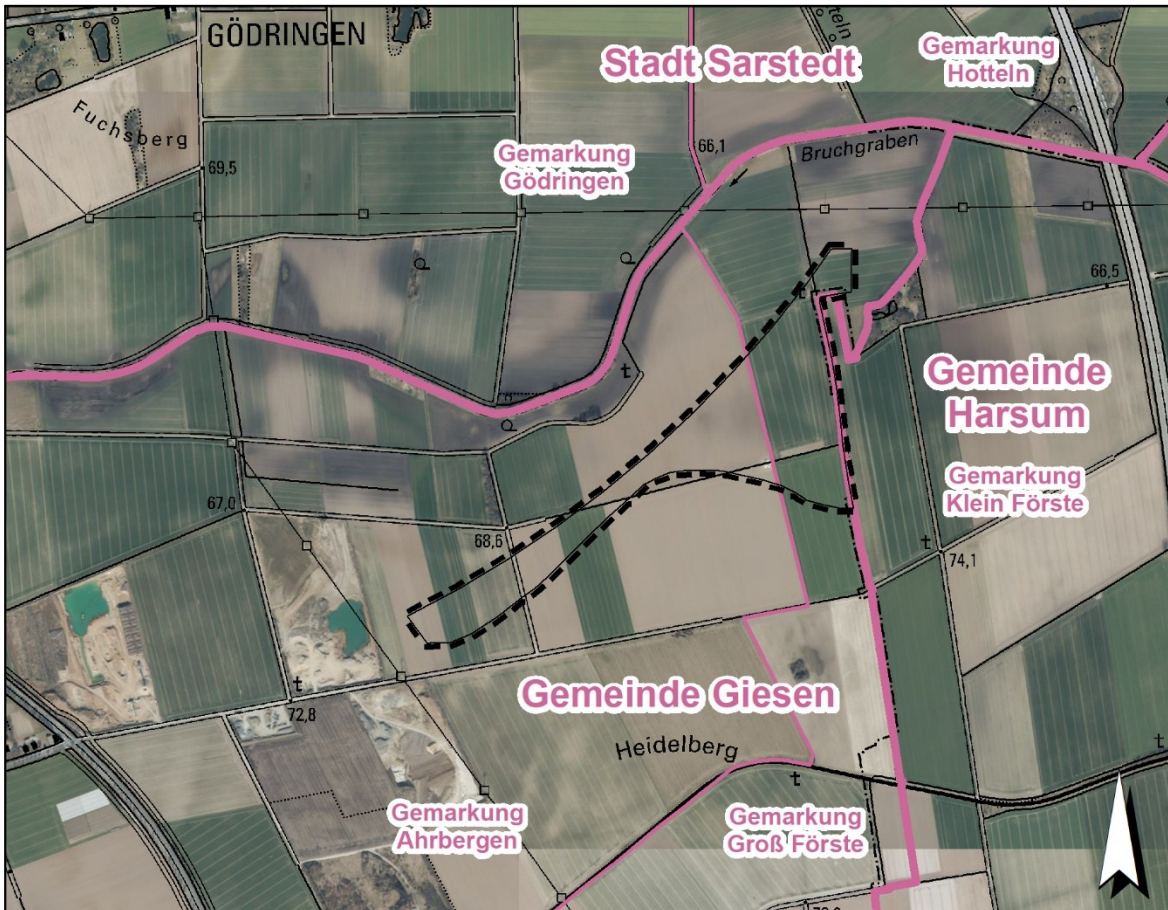 GÖDRINGEN
Stadt Sarstedt
Gemarkung
Hotteln
Fuchsberg
66,1
Bruchgraben
Gemarkung
Gödringen
69,5
66,5
t
t
Gemeinde
Harsum
Gemarkung
Klein Förste
67,0
68,6
t
74,1
t
72,8
Gemeinde Giesen
Heidelberg
t
t
Gemarkung
Ahrbergen
Gemarkung
Groß Förste